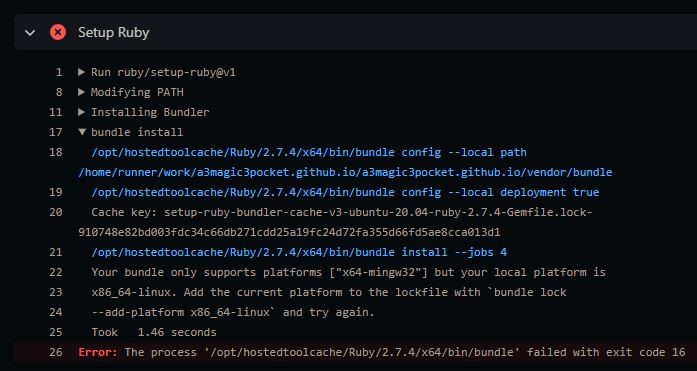 Setup Ruby
1 ▶ Run ruby/setup-ruby@v1
8 ▶ Modifying PATH
11 ▶ Installing Bundler
17 ▼ bundle install
18 /opt/hostedtoolcache/Ruby/2.7.4/x64/bin/bundle config --local path
/home/runner/work/a3magic3pocket.github.io/a3magic3pocket.github.io/vendor/bundle
19 /opt/hostedtoolcache/Ruby/2.7.4/x64/bin/bundle config --local deployment true
20 Cache key: setup-ruby-bundler-cache-v3-ubuntu-20.04-ruby-2.7.4-Gemfile.lock-
910748e82bd003fdc34c66db271cdd25a19fc24d72fa355d66fd5ae8cca013d1
21 /opt/hostedtoolcache/Ruby/2.7.4/x64/bin/bundle install --jobs 4
22 Your bundle only supports platforms ["x64-mingw32"] but your local platform is
23 x86_64-linux. Add the current platform to the lockfile with `bundle lock
24 --add-platform x86_64-linux` and try again.
25 Took 1.46 seconds
26 Error: The process '/opt/hostedtoolcache/Ruby/2.7.4/x64/bin/bundle' failed with exit code 16